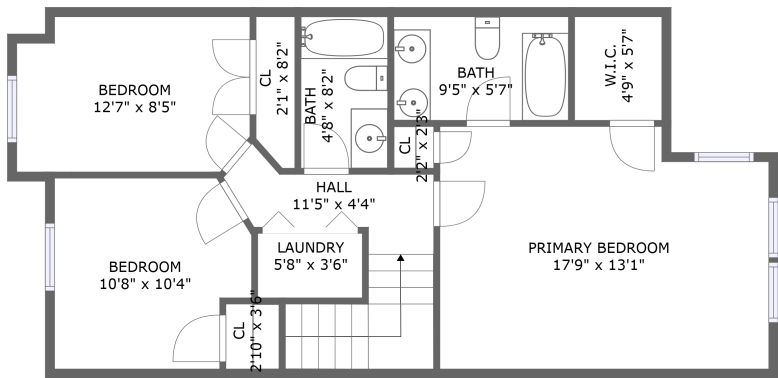 BEDROOM
12'7" x 8'5"
CL
2'1" x 8'2"
BATH
4'8" x 8'2"
BATH
9'5" x 5'7"
W.I.C.
4'9" x 5'7"
CL
2'2" x 2'3"
HALL
11'5" x 4'4"
LAUNDRY
5'8" x 3'6"
PRIMARY BEDROOM
17'9" x 13'1"
BEDROOM
10'8" x 10'4"
CL
2'10" x 3'6"